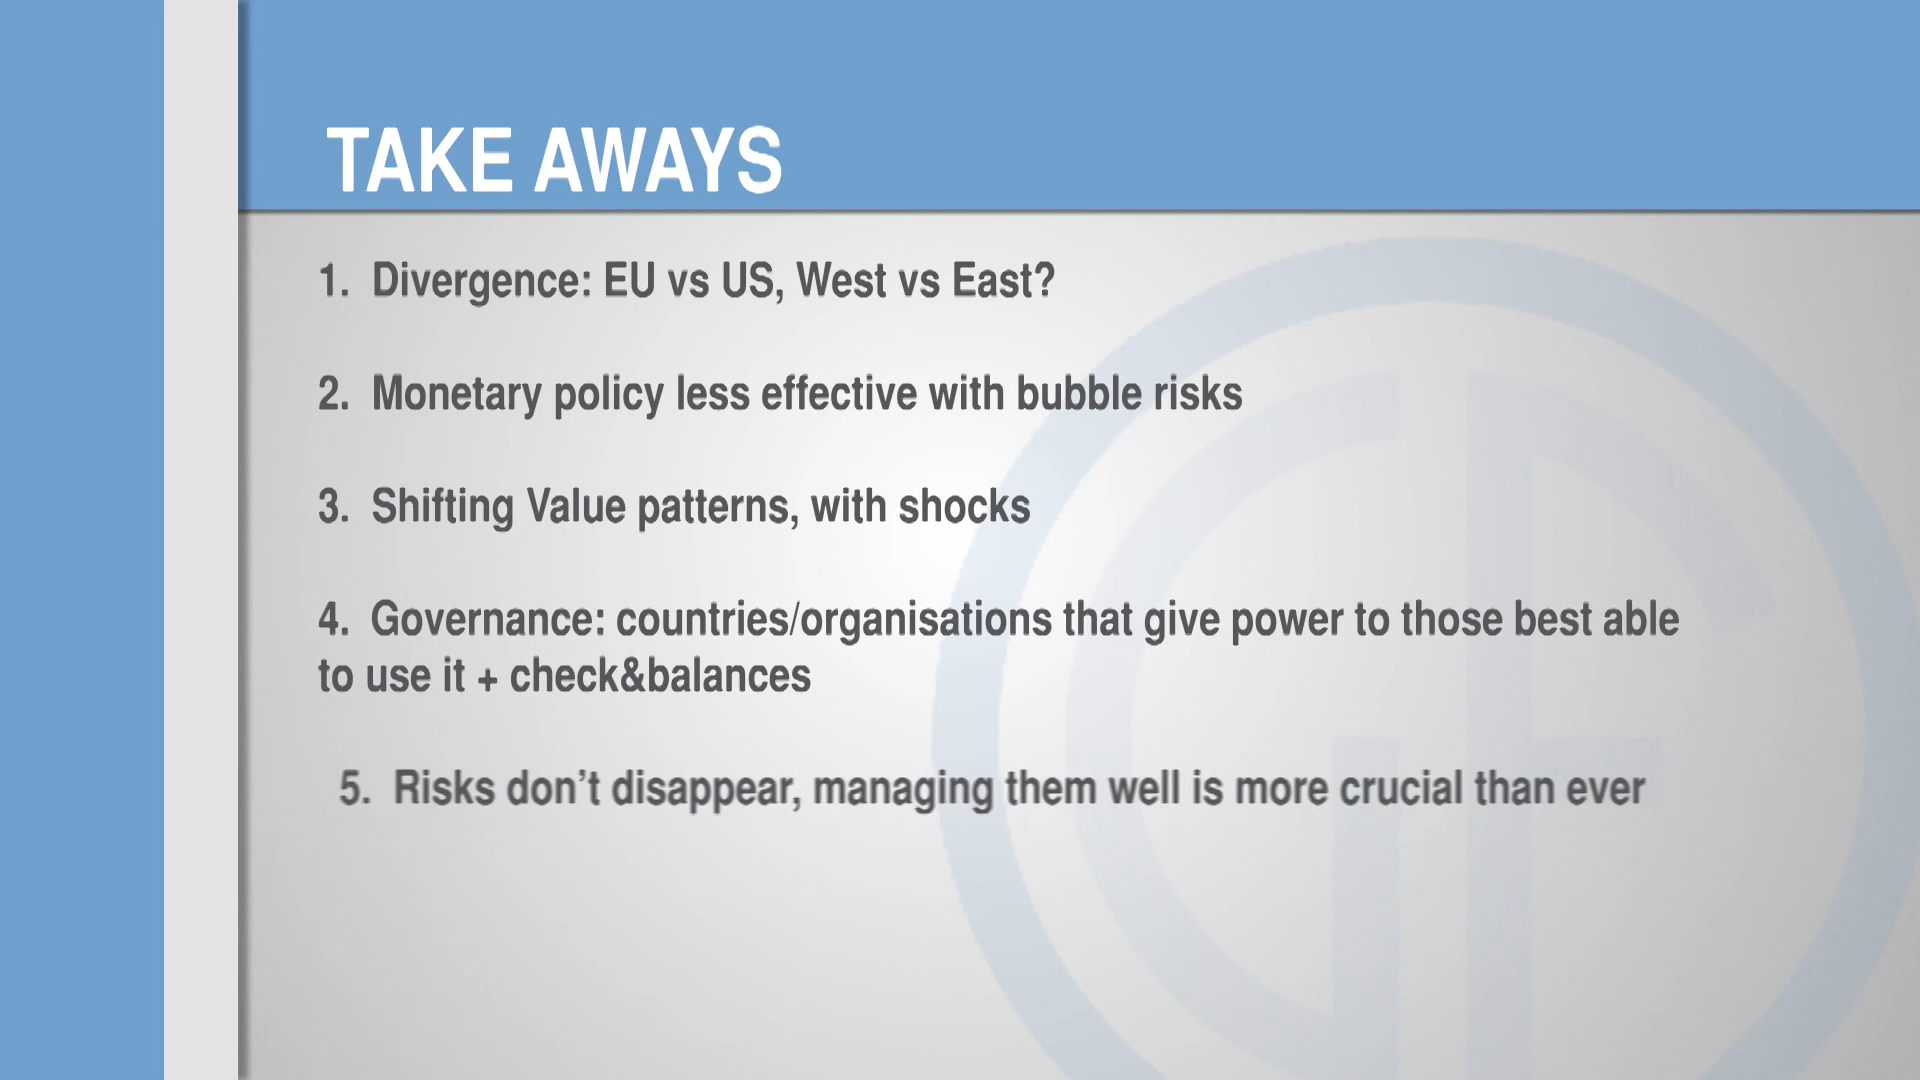 TAKE AWAYS
1. Divergence: EU vs US, West vs East?
2. Monetary policy less effective with bubble risks
3. Shifting Value patterns, with shocks
4. Governance: countries/organisations that give power to those best able
to use it + check&balances
5. Risks don’t disappear, managing them well is more crucial than ever